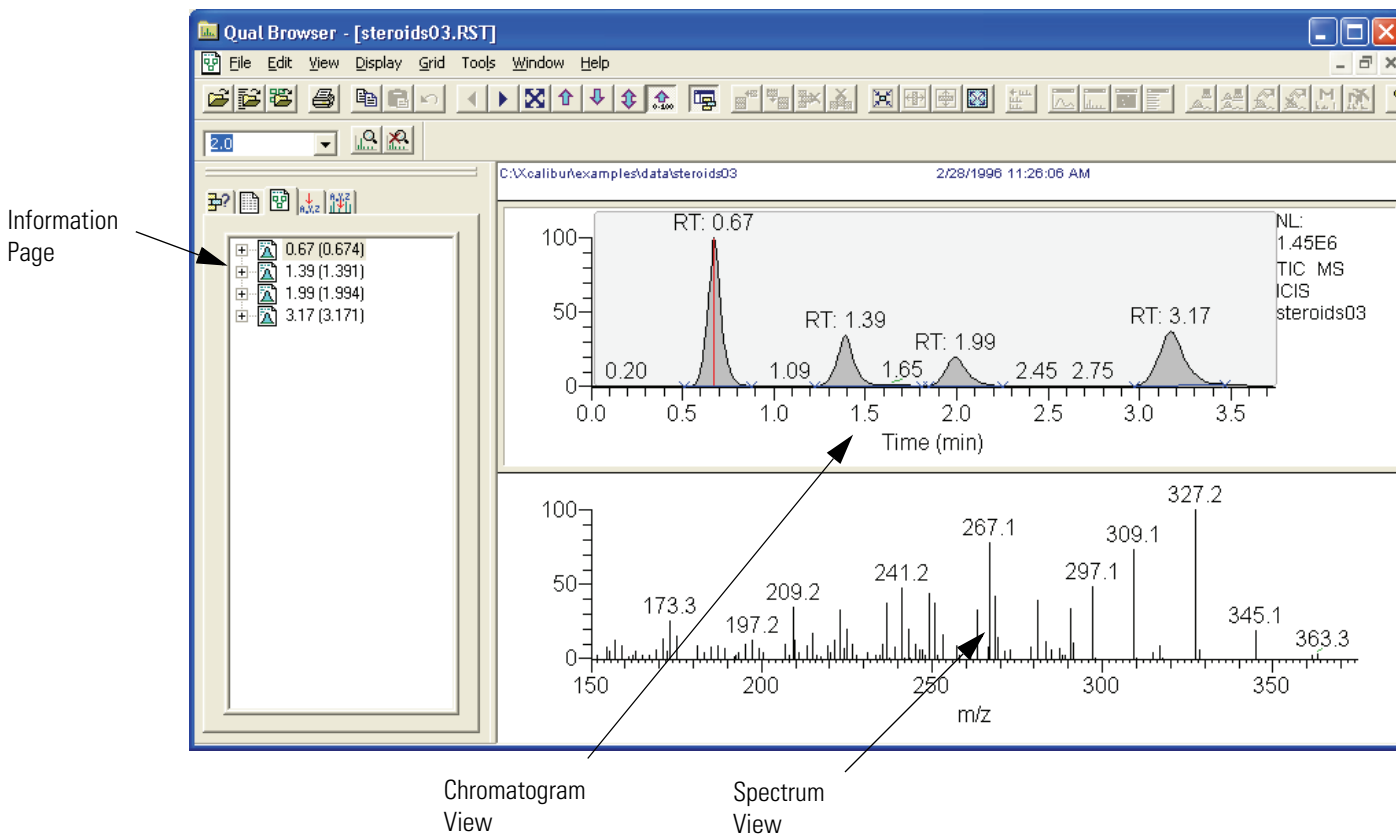 Qual Browser - [steroids03.RST]
File Edit View Display Grid Tools Window Help
0-100
2.0
A,Y,Z
A,Y,Z
C:\Xcalibur\examples\data\steroids03 2/28/1996 11:26:06 AM
Information
Page
0.67 (0.674)
1.39 (1.391)
1.99 (1.994)
3.17 (3.171)
RT: 0.67
RT: 1.39
RT: 1.99
RT: 3.17
0.20 1.09 1.65 2.45 2.75
100
50
0
0.0 0.5 1.0 1.5 2.0 2.5 3.0 3.5
Time (min)
NL:
1.45E6
TIC MS
ICIS
steroids03
327.2
267.1 309.1
241.2 297.1
209.2
173.3
197.2
345.1
363.3
100
50
0
150 200 250 300 350
m/z
Chromatogram
View
Spectrum
View